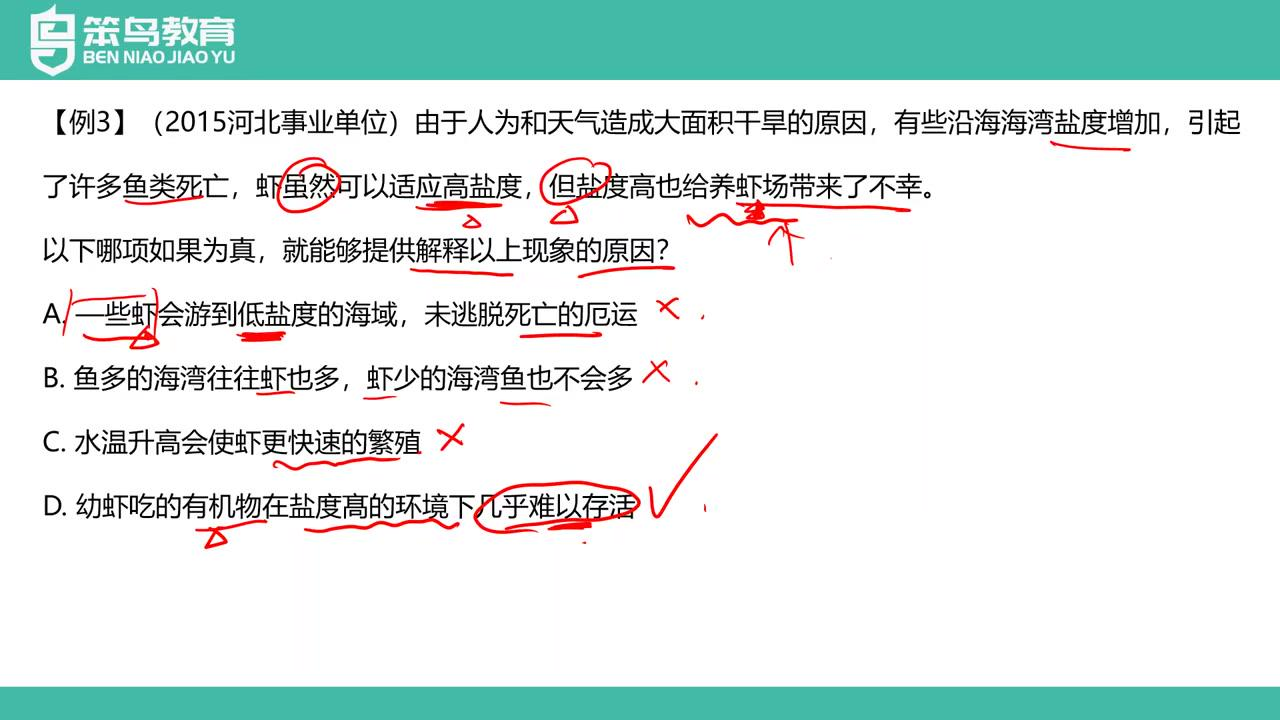 笨鸟教育
BEN NIAO JIAO YU
【例3】（2015河北事业单位）由于人为和天气造成大面积干旱的原因，有些沿海海湾盐度增加，引起
了许多鱼类死亡，虾虽然可以适应高盐度，但盐度高也给养虾场带来了不幸。
以下哪项如果为真，就能够提供解释以上现象的原因？
A. 一些虾会游到低盐度的海域，未逃脱死亡的厄运
B. 鱼多的海湾往往虾也多，虾少的海湾鱼也不会多
C. 水温升高会使虾更快速的繁殖
D. 幼虾吃的有机物在盐度高的环境下几乎难以存活